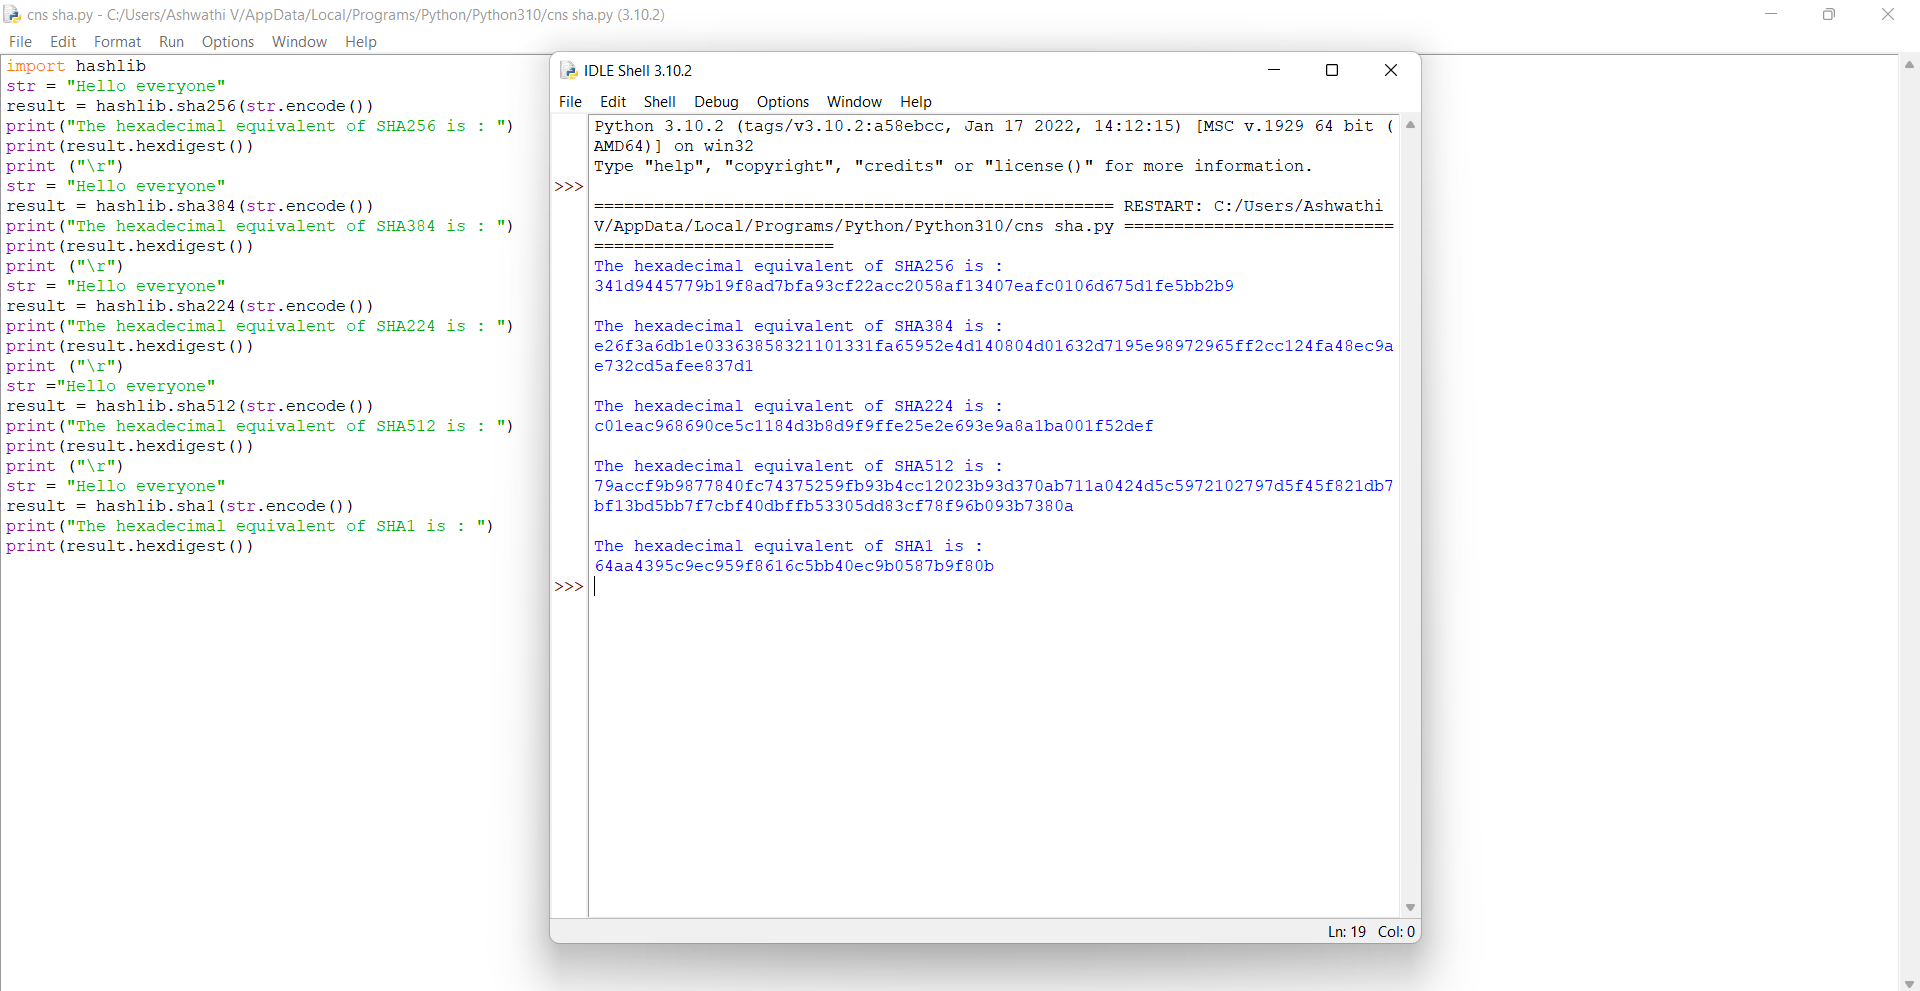 cns sha.py - C:/Users/Ashwathi V/AppData/Local/Programs/Python/Python310/cns sha.py (3.10.2)
File Edit Format Run Options Window Help
import hashlib
str = "Hello everyone"
result = hashlib.sha256(str.encode())
print("The hexadecimal equivalent of SHA256 is : ")
print(result.hexdigest())
print ("\r")
str = "Hello everyone"
result = hashlib.sha384(str.encode())
print("The hexadecimal equivalent of SHA384 is : ")
print(result.hexdigest())
print ("\r")
str = "Hello everyone"
result = hashlib.sha224(str.encode())
print("The hexadecimal equivalent of SHA224 is : ")
print(result.hexdigest())
print ("\r")
str ="Hello everyone"
result = hashlib.sha512(str.encode())
print("The hexadecimal equivalent of SHA512 is : ")
print(result.hexdigest())
print ("\r")
str = "Hello everyone"
result = hashlib.sha1(str.encode())
print("The hexadecimal equivalent of SHA1 is : ")
print(result.hexdigest())
IDLE Shell 3.10.2
File Edit Shell Debug Options Window Help
Python 3.10.2 (tags/v3.10.2:a58ebcc, Jan 17 2022, 14:12:15) [MSC v.1929 64 bit (
AMD64)] on win32
Type "help", "copyright", "credits" or "license()" for more information.
>>>
==================================================== RESTART: C:/Users/Ashwathi
V/AppData/Local/Programs/Python/Python310/cns sha.py ===========================
========================
The hexadecimal equivalent of SHA256 is :
341d9445779b19f8ad7bfa93cf22acc2058af13407eafc0106d675d1fe5bb2b9
The hexadecimal equivalent of SHA384 is :
e26f3a6db1e03363858321101331fa65952e4d140804d01632d7195e98972965ff2cc124fa48ec9a
e732cd5afee837d1
The hexadecimal equivalent of SHA224 is :
c01eac968690ce5c1184d3b8d9f9ffe25e2e693e9a8a1ba001f52def
The hexadecimal equivalent of SHA512 is :
79accf9b9877840fc74375259fb93b4cc12023b93d370ab711a0424d5c5972102797d5f45f821db7
bf13bd5bb7f7cbf40dbffb53305dd83cf78f96b093b7380a
The hexadecimal equivalent of SHA1 is :
64aa4395c9ec959f8616c5bb40ec9b0587b9f80b
>>>
Ln: 19 Col: 0